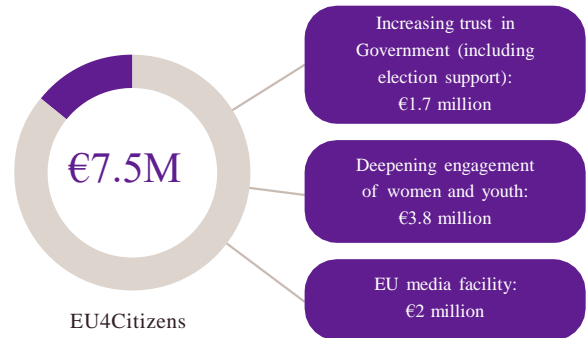 €7.5M
EU4Citizens
Increasing trust in
Government (including
election support):
€1.7 million
Deepening engagement
of women and youth:
€3.8 million
EU media facility:
€2 million